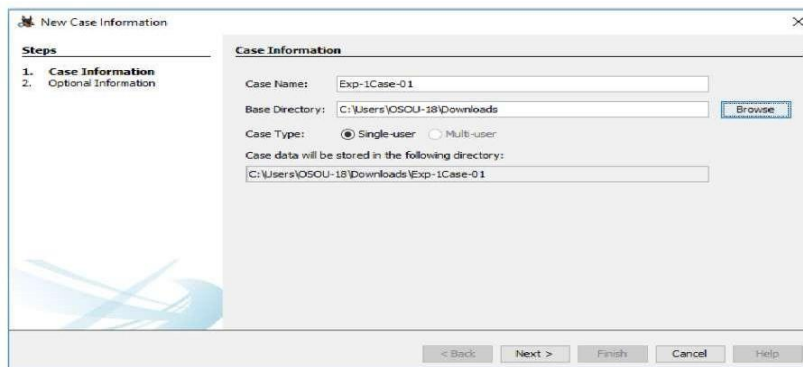 New Case Information
Steps
1. Case Information
2. Optional Information
Case Information
Case Name: Exp-1Case-01
Base Directory: C:\Users\OSOU-18\Downloads Browse
Case Type: Single-user Multi-user
Case data will be stored in the following directory:
C:\Users\OSOU-18\Downloads\Exp-1Case-01
< Back Next > Finish Cancel Help